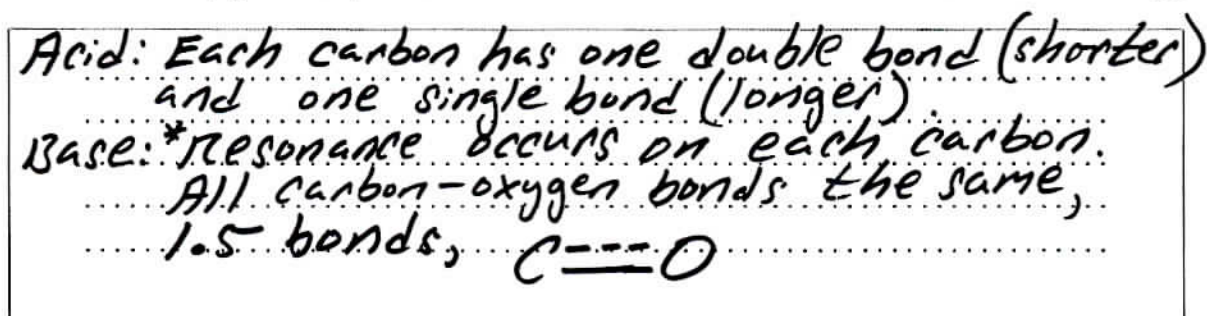 Acid: Each carbon has one double bond (shorter)
and one single bond (longer).
Base: *Resonance occurs on each carbon.
All carbon-oxygen bonds the same,
1.5 bonds, C=O